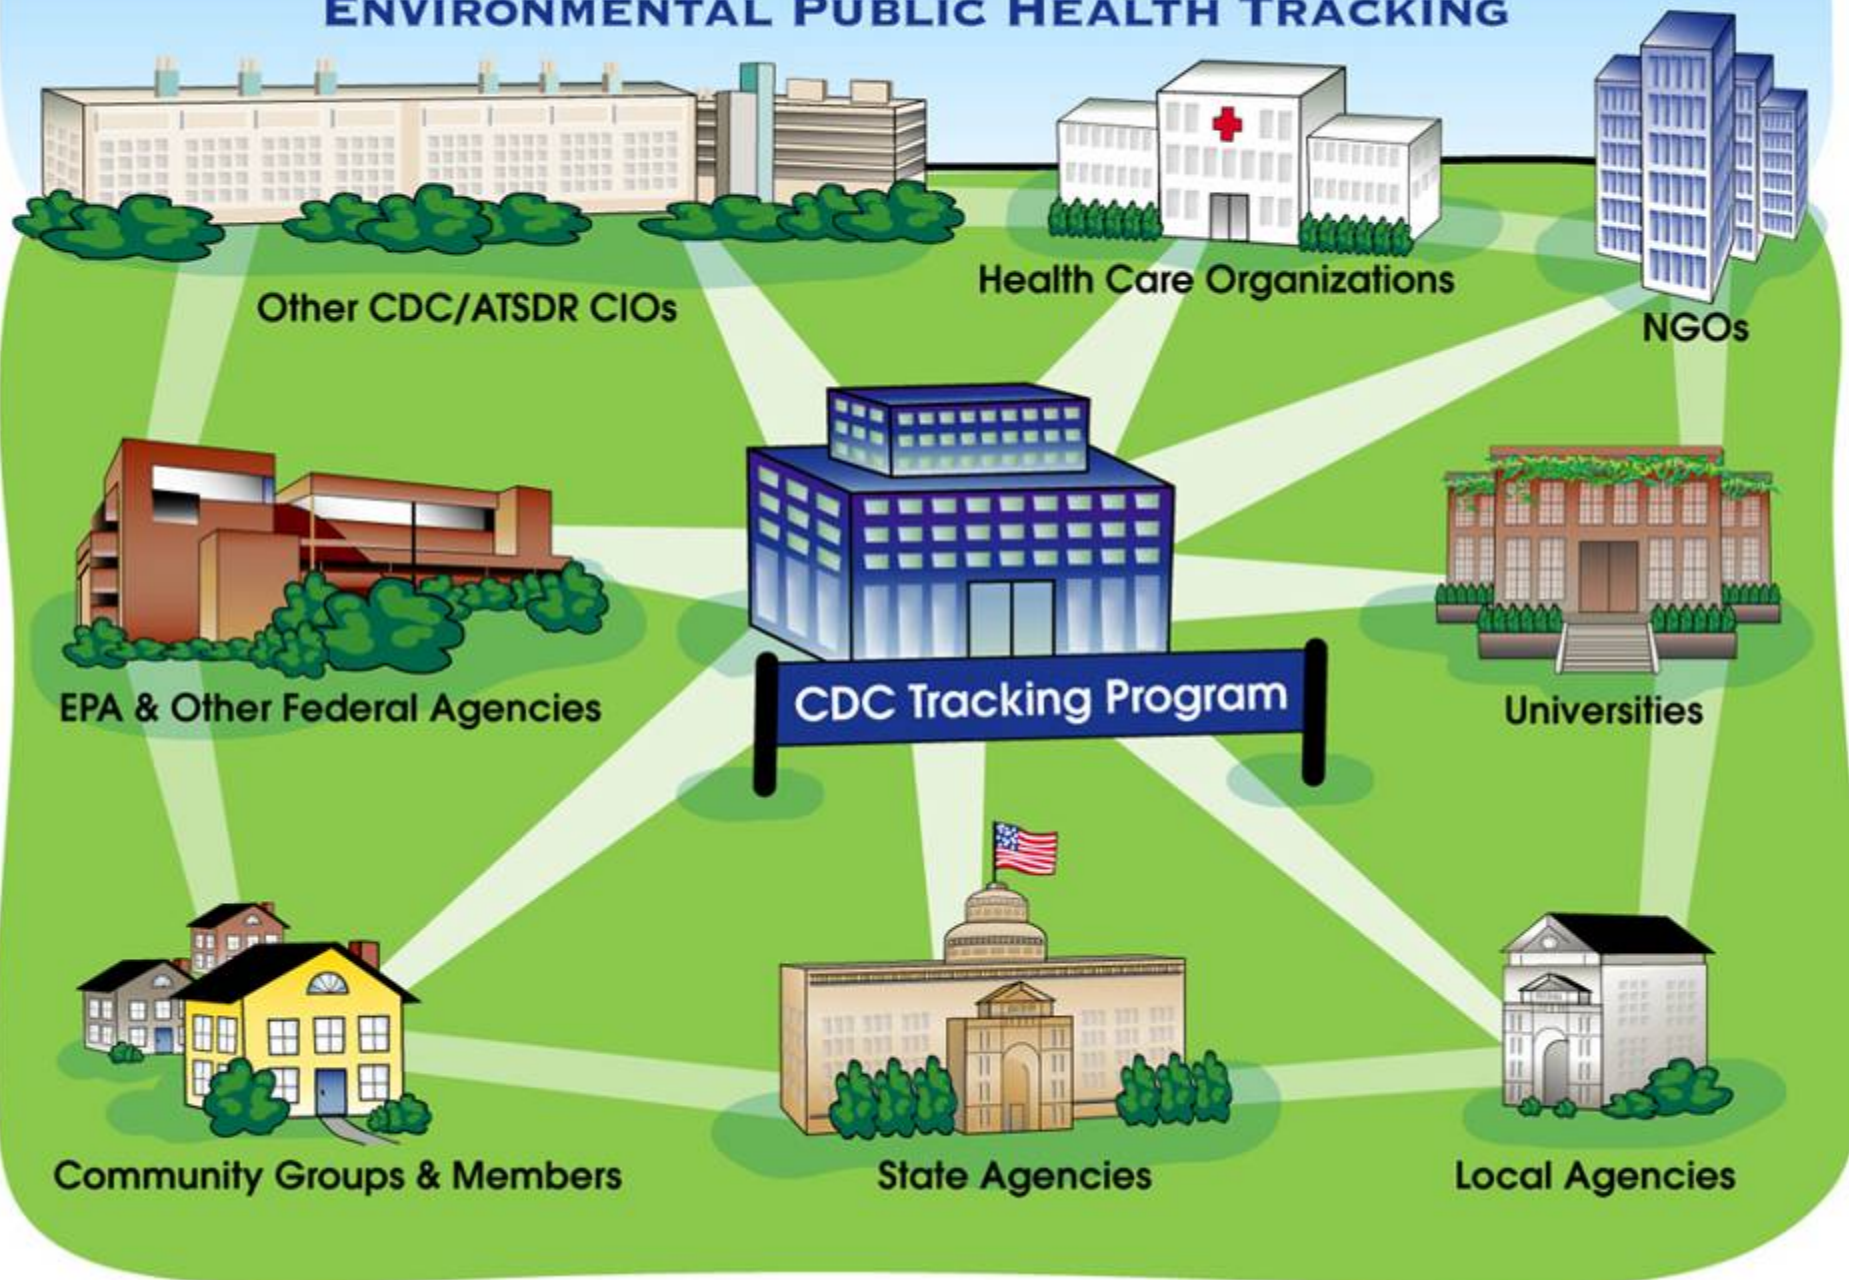 ENVIRONMENTAL PUBLIC HEALTH TRACKING
Other CDC/ATSDR CIOs
Health Care Organizations
NGOs
EPA & Other Federal Agencies
CDC Tracking Program
Universities
Community Groups & Members
State Agencies
Local Agencies